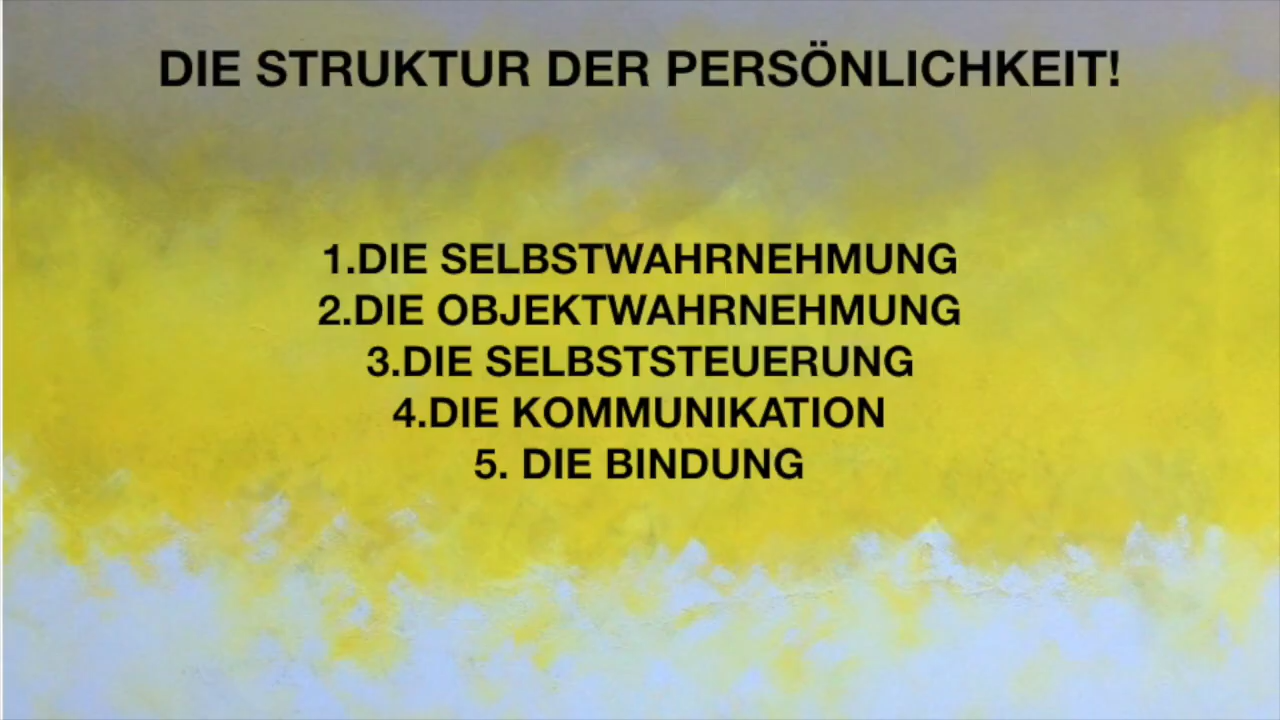 DIE STRUKTUR DER PERSÖNLICHKEIT!
1.DIE SELBSTWAHRNEHMUNG
2.DIE OBJEKTWAHRNEHMUNG
3.DIE SELBSTSTEUERUNG
4.DIE KOMMUNIKATION
5. DIE BINDUNG